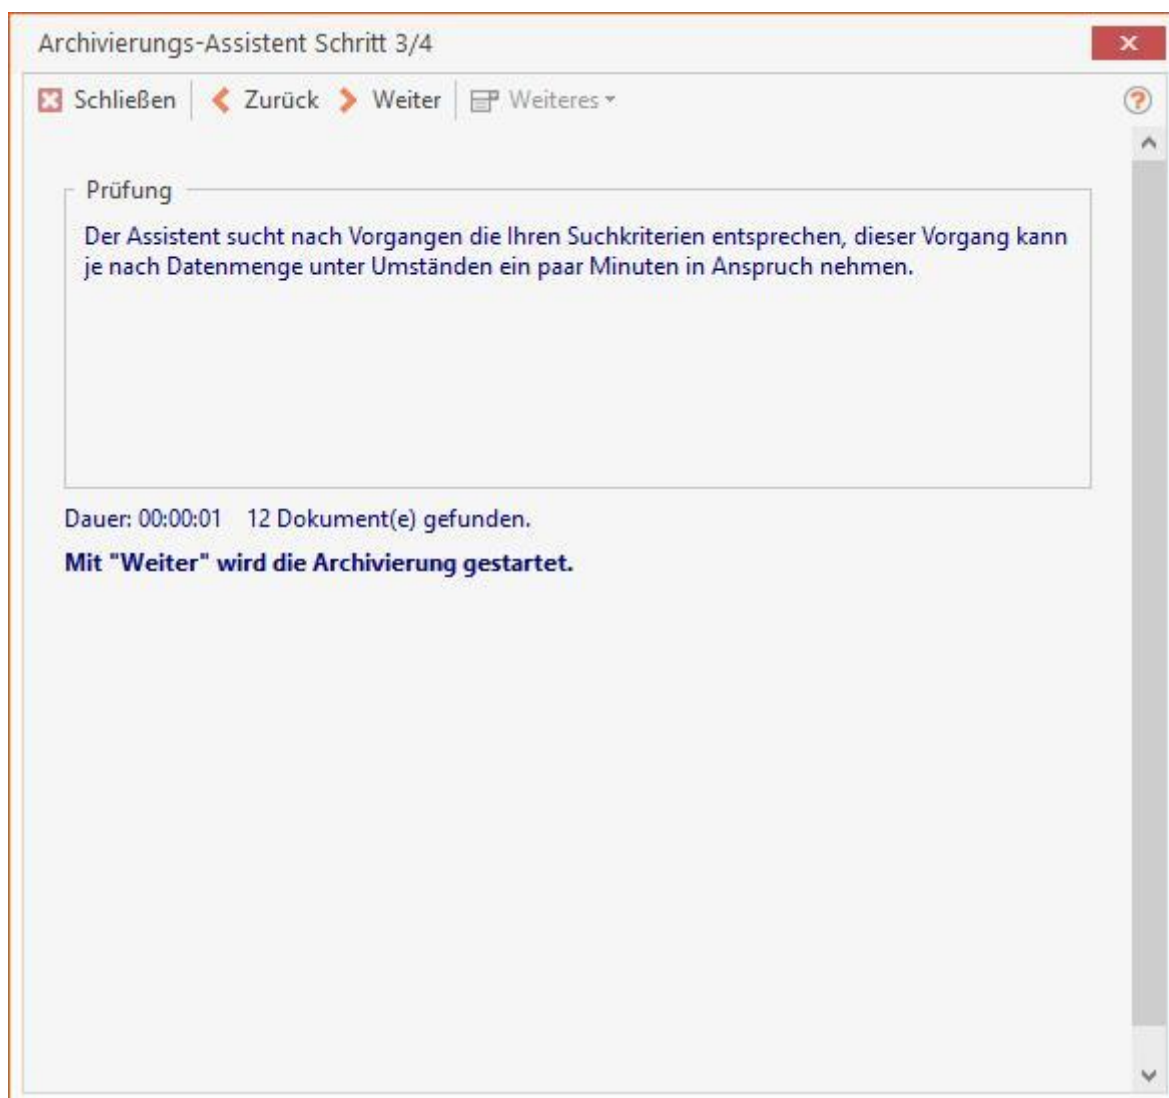 Archivierungs-Assistent Schritt 3/4
Schließen Zurück Weiter Weiteres
Prüfung
Der Assistent sucht nach Vorgangen die Ihren Suchkriterien entsprechen, dieser Vorgang kann
je nach Datenmenge unter Umständen ein paar Minuten in Anspruch nehmen.
Dauer: 00:00:01 12 Dokument(e) gefunden.
Mit "Weiter" wird die Archivierung gestartet.